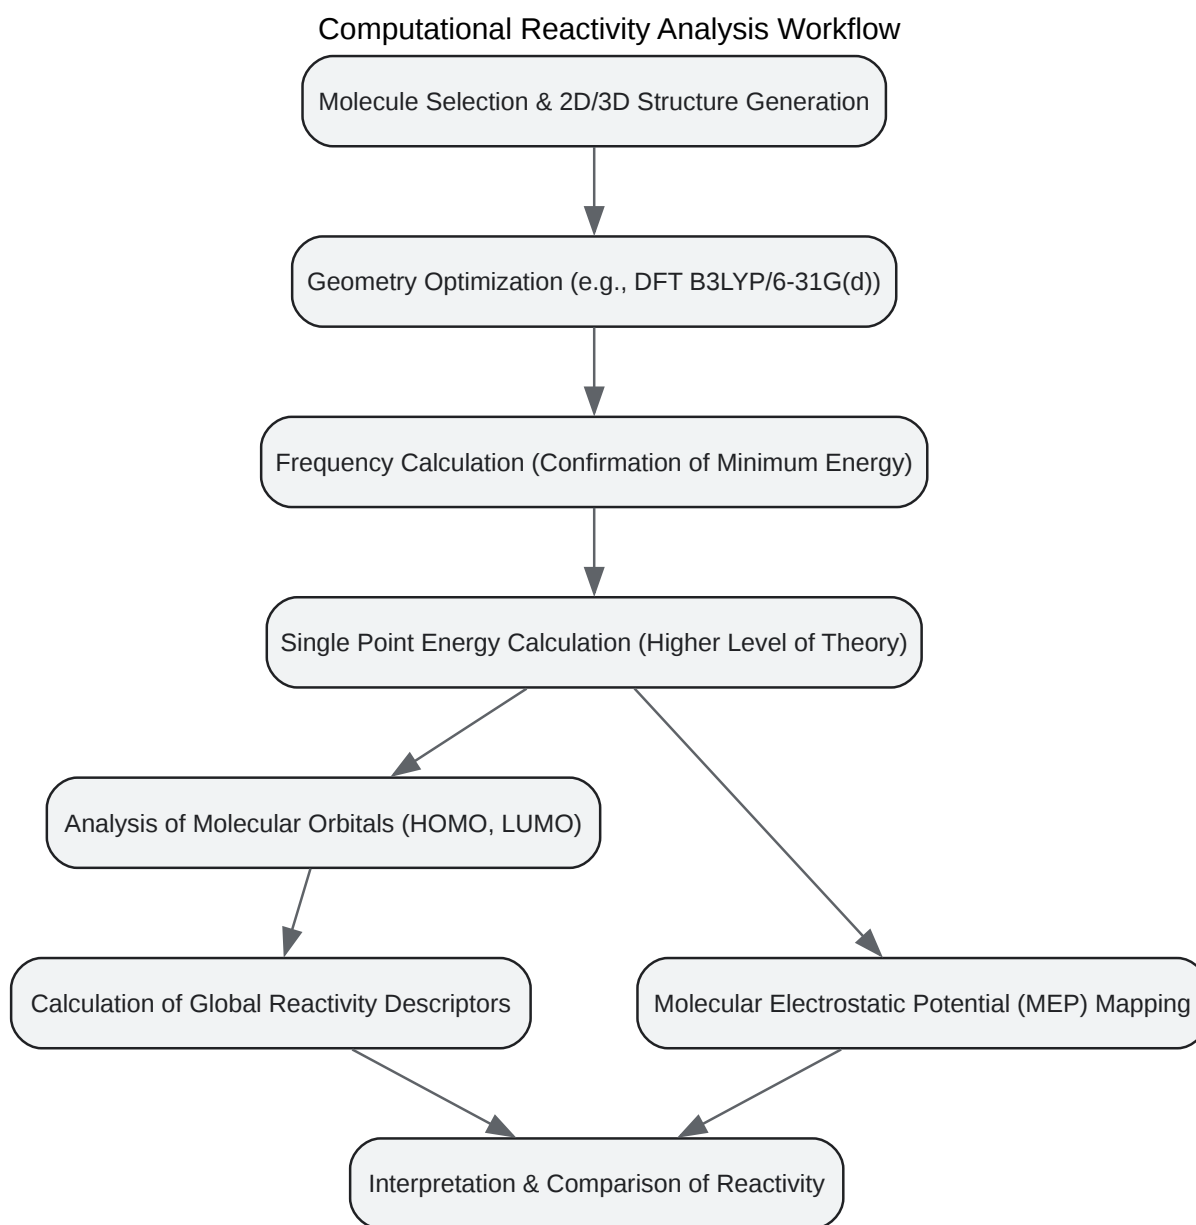 Computational Reactivity Analysis Workflow
Molecule Selection & 2D/3D Structure Generation
Geometry Optimization (e.g., DFT B3LYP/6-31G(d))
Frequency Calculation (Confirmation of Minimum Energy)
Single Point Energy Calculation (Higher Level of Theory)
Analysis of Molecular Orbitals (HOMO, LUMO)
Calculation of Global Reactivity Descriptors
Molecular Electrostatic Potential (MEP) Mapping
Interpretation & Comparison of Reactivity